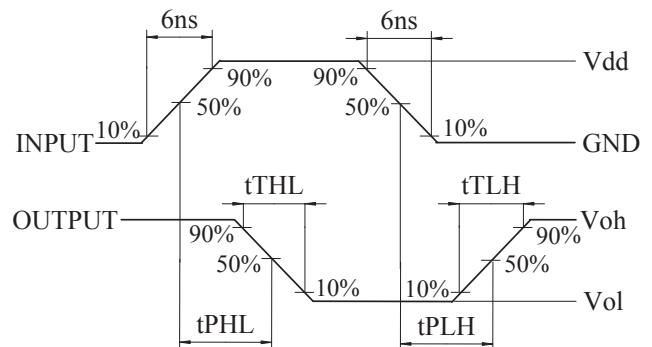 6ns 6ns
90% 90% Vdd
50% 50%
10% 10%
INPUT GND
tTHL tTLH
OUTPUT Voh
90% 90%
50% 50%
10% 10%
Vol
tPHL tPLH